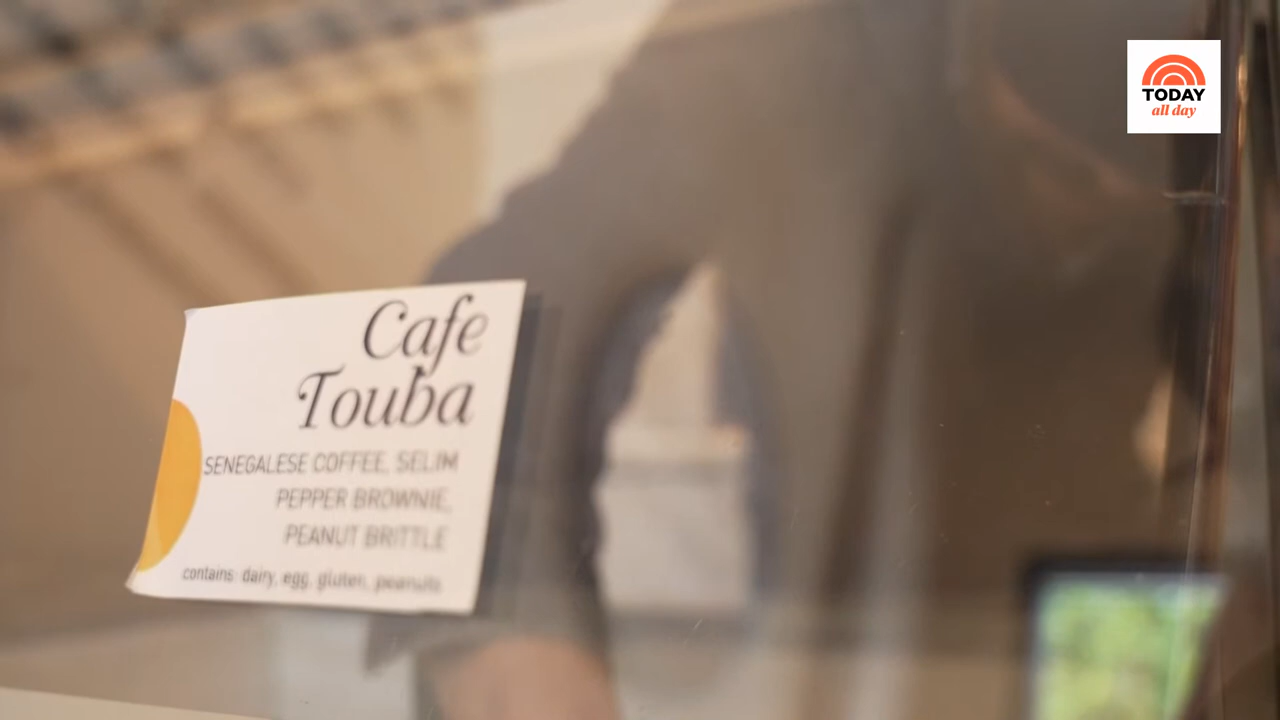 TODAY
all day
Cafe
Touba
SENEGALESE COFFEE, SELIM
PEPPER BROWNIE,
PEANUT BRITTLE
contains: dairy, egg, gluten, peanuts